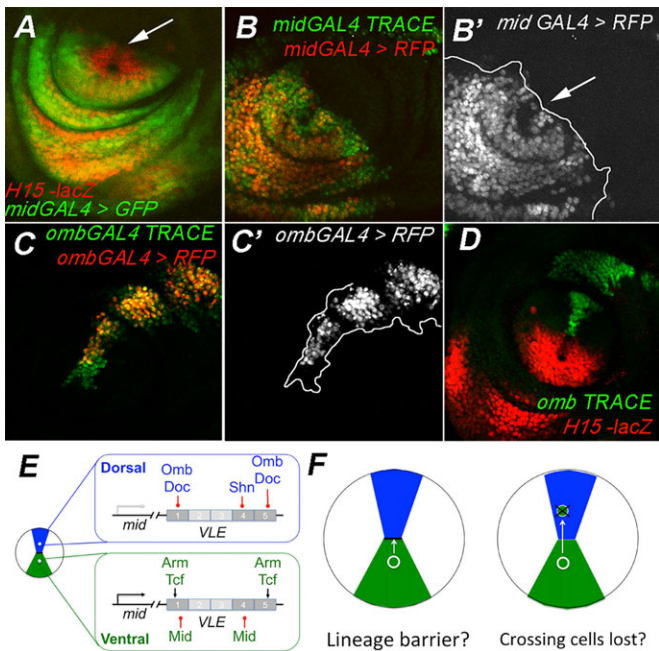 A
H15-lacZ
midGAL4 > GFP
B
midGAL4 TRACE
midGAL4 > RFP
B'
mid GAL4 > RFP
C
ombGAL4 TRACE
ombGAL4 > RFP
C'
ombGAL4 > RFP
D
omb TRACE
H15-lacZ
E
Dorsal
Omb
Doc
Shn
Omb
Doc
mid
1 2 3 4 5
VLE
Arm
Tcf
Arm
Tcf
mid
1 2 3 4 5
VLE
Mid
Mid
Ventral
F
Lineage barrier?
Crossing cells lost?